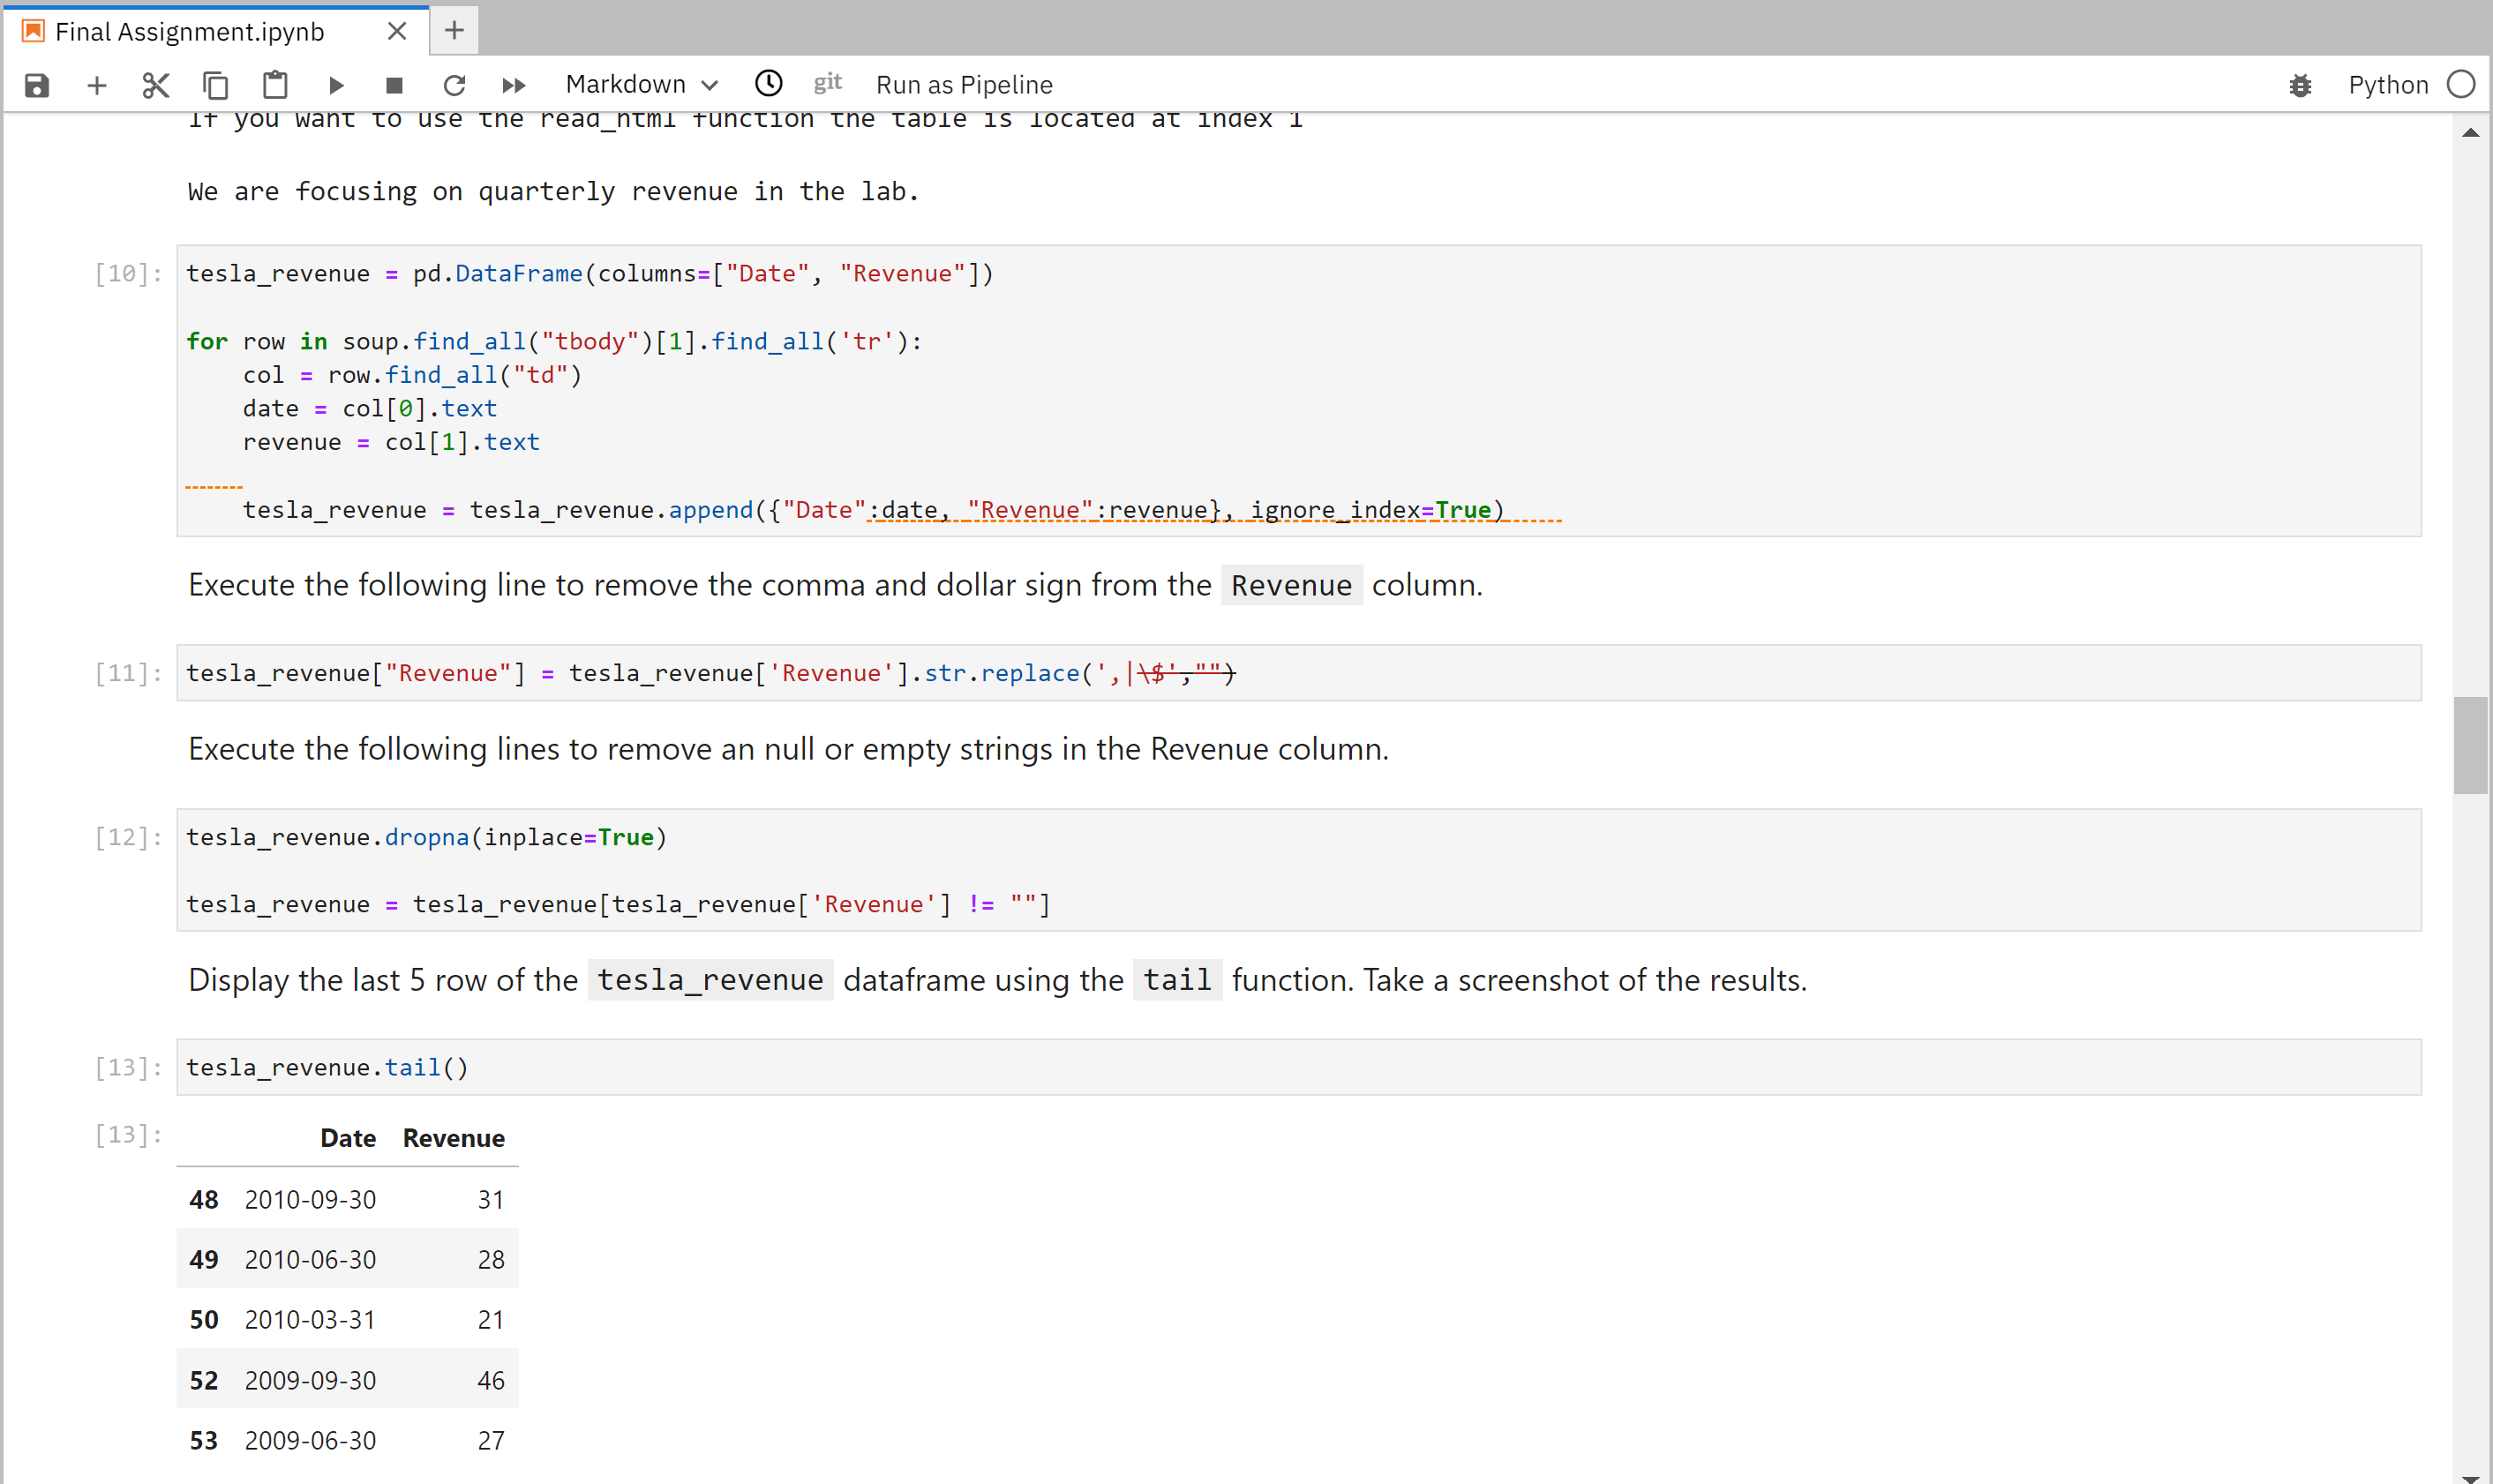 Final Assignment.ipynb
Markdown
git
Run as Pipeline
Python
If you want to use the read_html function the table is located at index 1
We are focusing on quarterly revenue in the lab.
[10]:
tesla_revenue = pd.DataFrame(columns=["Date", "Revenue"])
for row in soup.find_all("tbody")[1].find_all('tr'):
    col = row.find_all("td")
    date = col[0].text
    revenue = col[1].text
    tesla_revenue = tesla_revenue.append({"Date":date, "Revenue":revenue}, ignore_index=True)
Execute the following line to remove the comma and dollar sign from the Revenue column.
[11]:
tesla_revenue["Revenue"] = tesla_revenue['Revenue'].str.replace(',|\$',"")
Execute the following lines to remove an null or empty strings in the Revenue column.
[12]:
tesla_revenue.dropna(inplace=True)
tesla_revenue = tesla_revenue[tesla_revenue['Revenue'] != ""]
Display the last 5 row of the tesla_revenue dataframe using the tail function. Take a screenshot of the results.
[13]:
tesla_revenue.tail()
[13]:
Date Revenue
48 2010-09-30 31
49 2010-06-30 28
50 2010-03-31 21
52 2009-09-30 46
53 2009-06-30 27